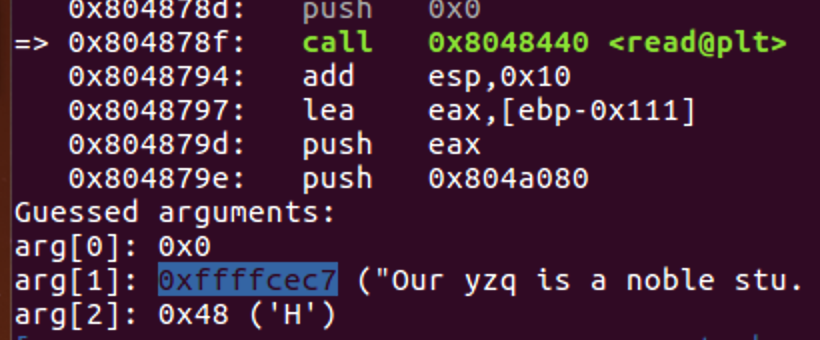 0x804878d: push 0x0
=> 0x804878f: call 0x8048440 <read@plt>
0x8048794: add esp,0x10
0x8048797: lea eax,[ebp-0x111]
0x804879d: push eax
0x804879e: push 0x804a080
Guessed arguments:
arg[0]: 0x0
arg[1]: 0xffffcec7 ("Our yzq is a noble stu.
arg[2]: 0x48 ('H')